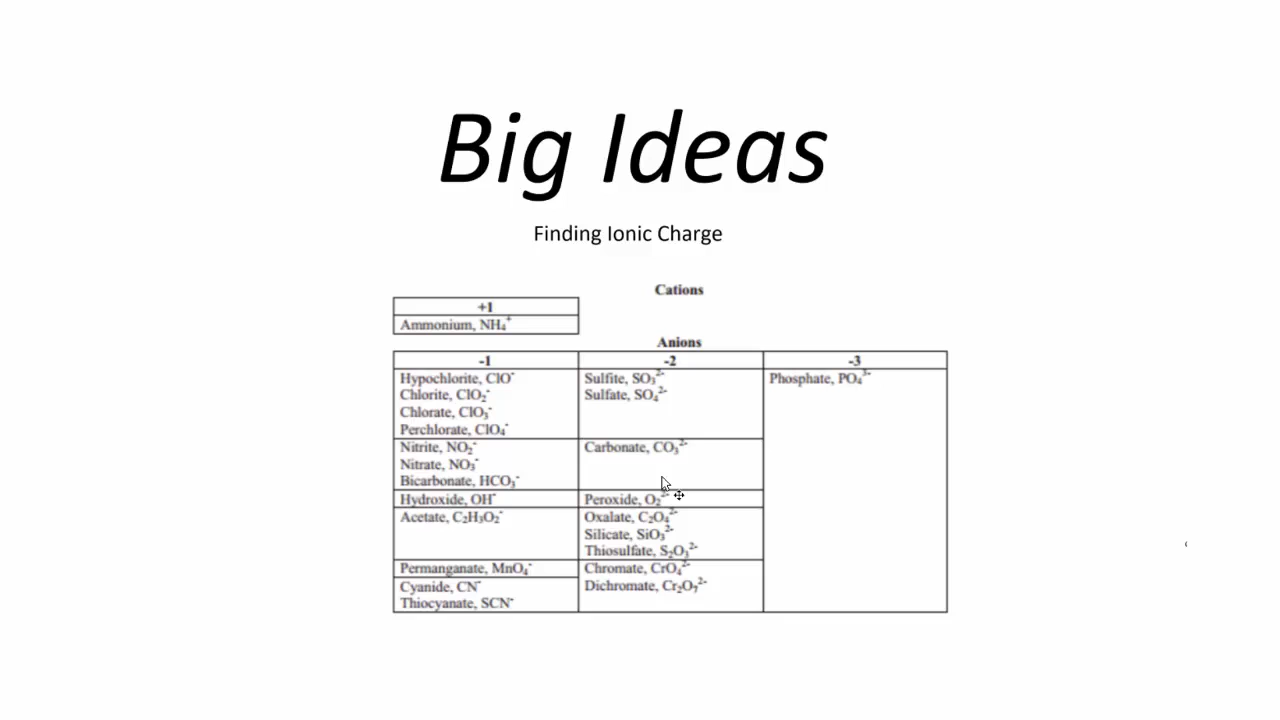 Big Ideas
Finding Ionic Charge
Cations
+1
Ammonium, NH₄⁺
Anions
-1 -2 -3
Hypochlorite, ClO⁻ Sulfite, SO₃²⁻ Phosphate, PO₄³⁻
Chlorite, ClO₂⁻ Sulfate, SO₄²⁻
Chlorate, ClO₃⁻
Perchlorate, ClO₄⁻
Nitrite, NO₂⁻ Carbonate, CO₃²⁻
Nitrate, NO₃⁻
Bicarbonate, HCO₃⁻
Hydroxide, OH⁻ Peroxide, O₂²⁻
Acetate, C₂H₃O₂⁻ Oxalate, C₂O₄²⁻
Silicate, SiO₃²⁻
Thiosulfate, S₂O₃²⁻
Permanganate, MnO₄⁻ Chromate, CrO₄²⁻
Cyanide, CN⁻ Dichromate, Cr₂O₇²⁻
Thiocyanate, SCN⁻